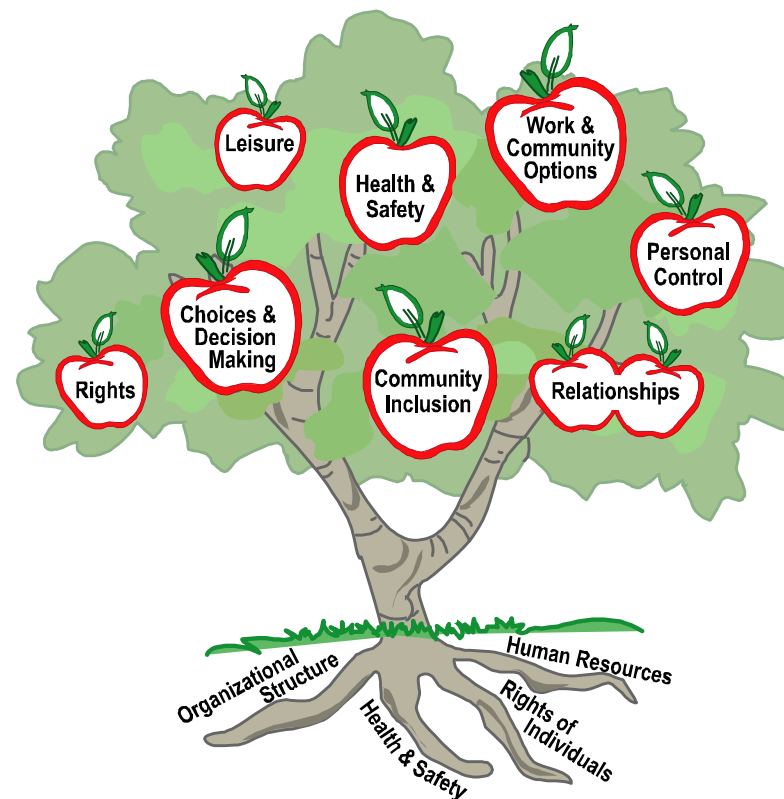 Leisure
Health &
Safety
Work &
Community
Options
Personal
Control
Choices &
Decision
Making
Rights
Community
Inclusion
Relationships
Organizational
Structure
Health & Safety
Rights of
Individuals
Human Resources